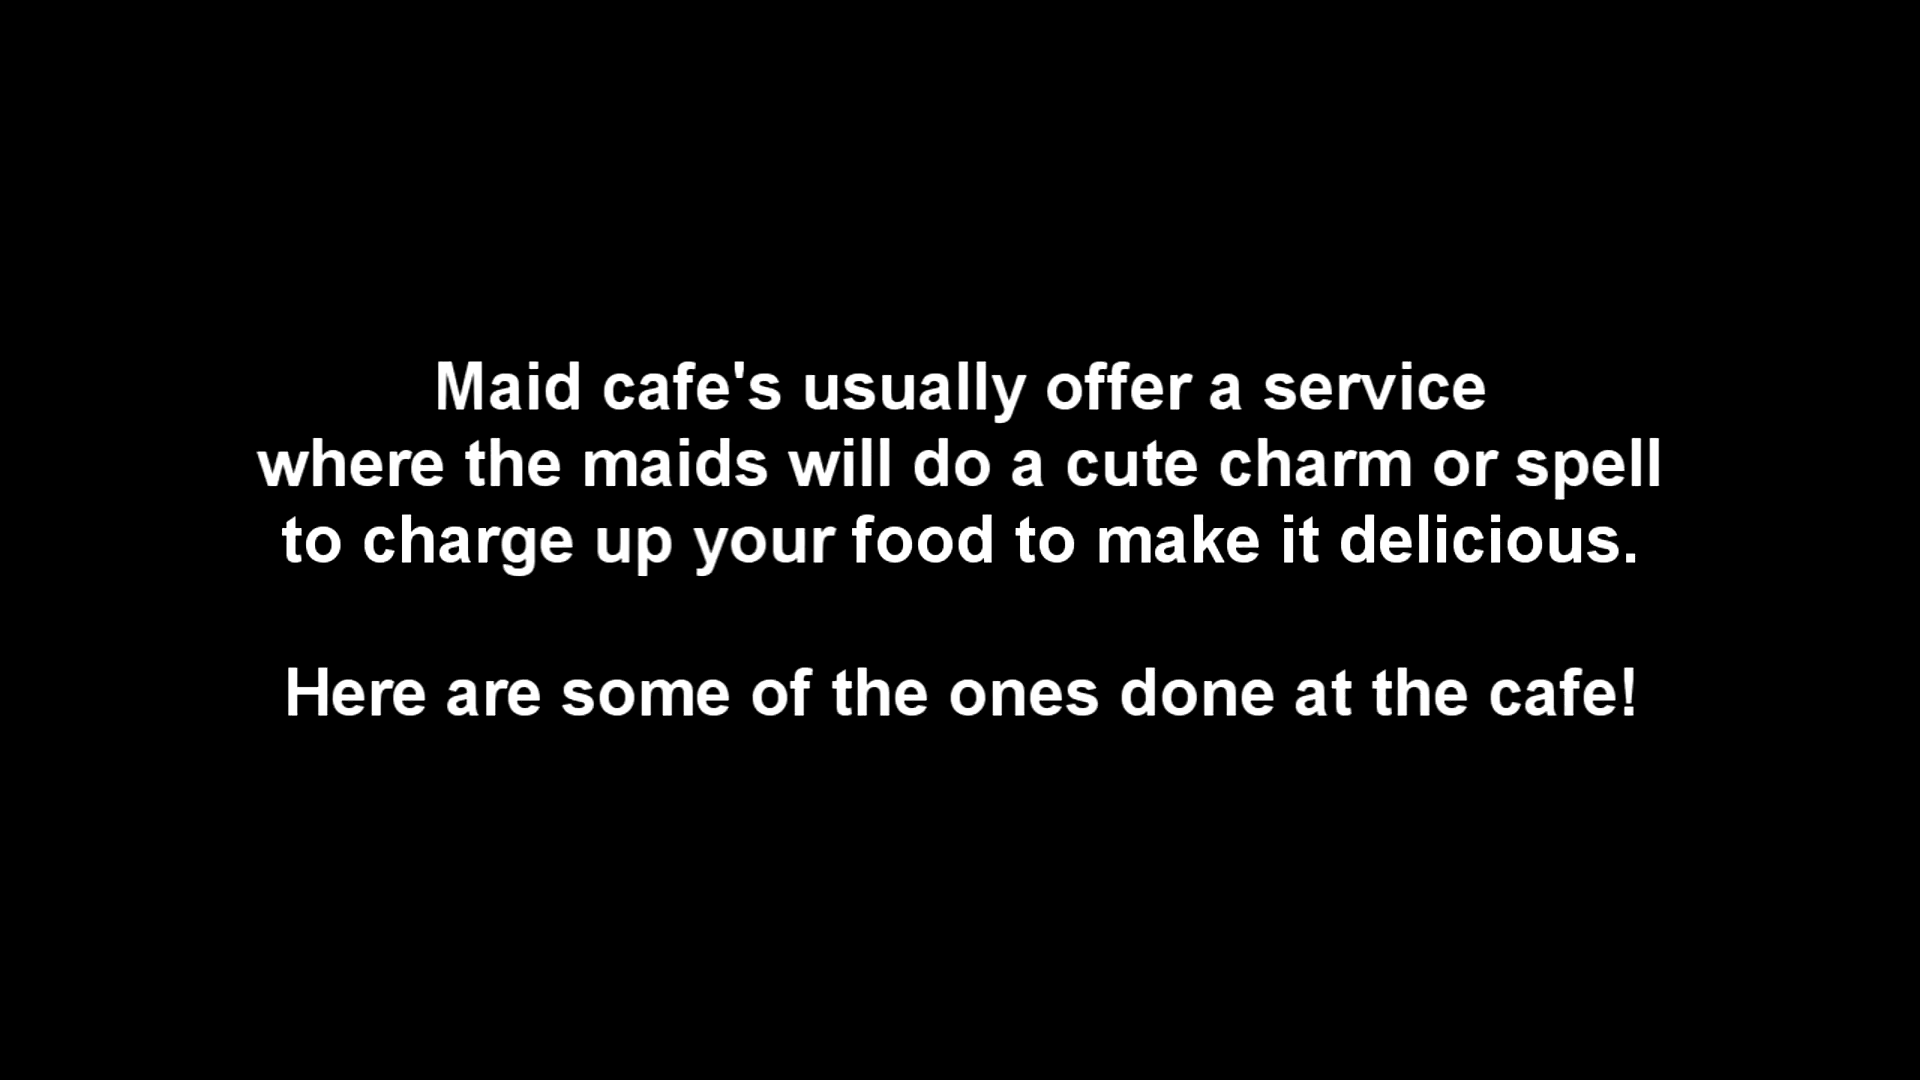 Maid cafe's usually offer a service
where the maids will do a cute charm or spell
to charge up your food to make it delicious.
Here are some of the ones done at the cafe!